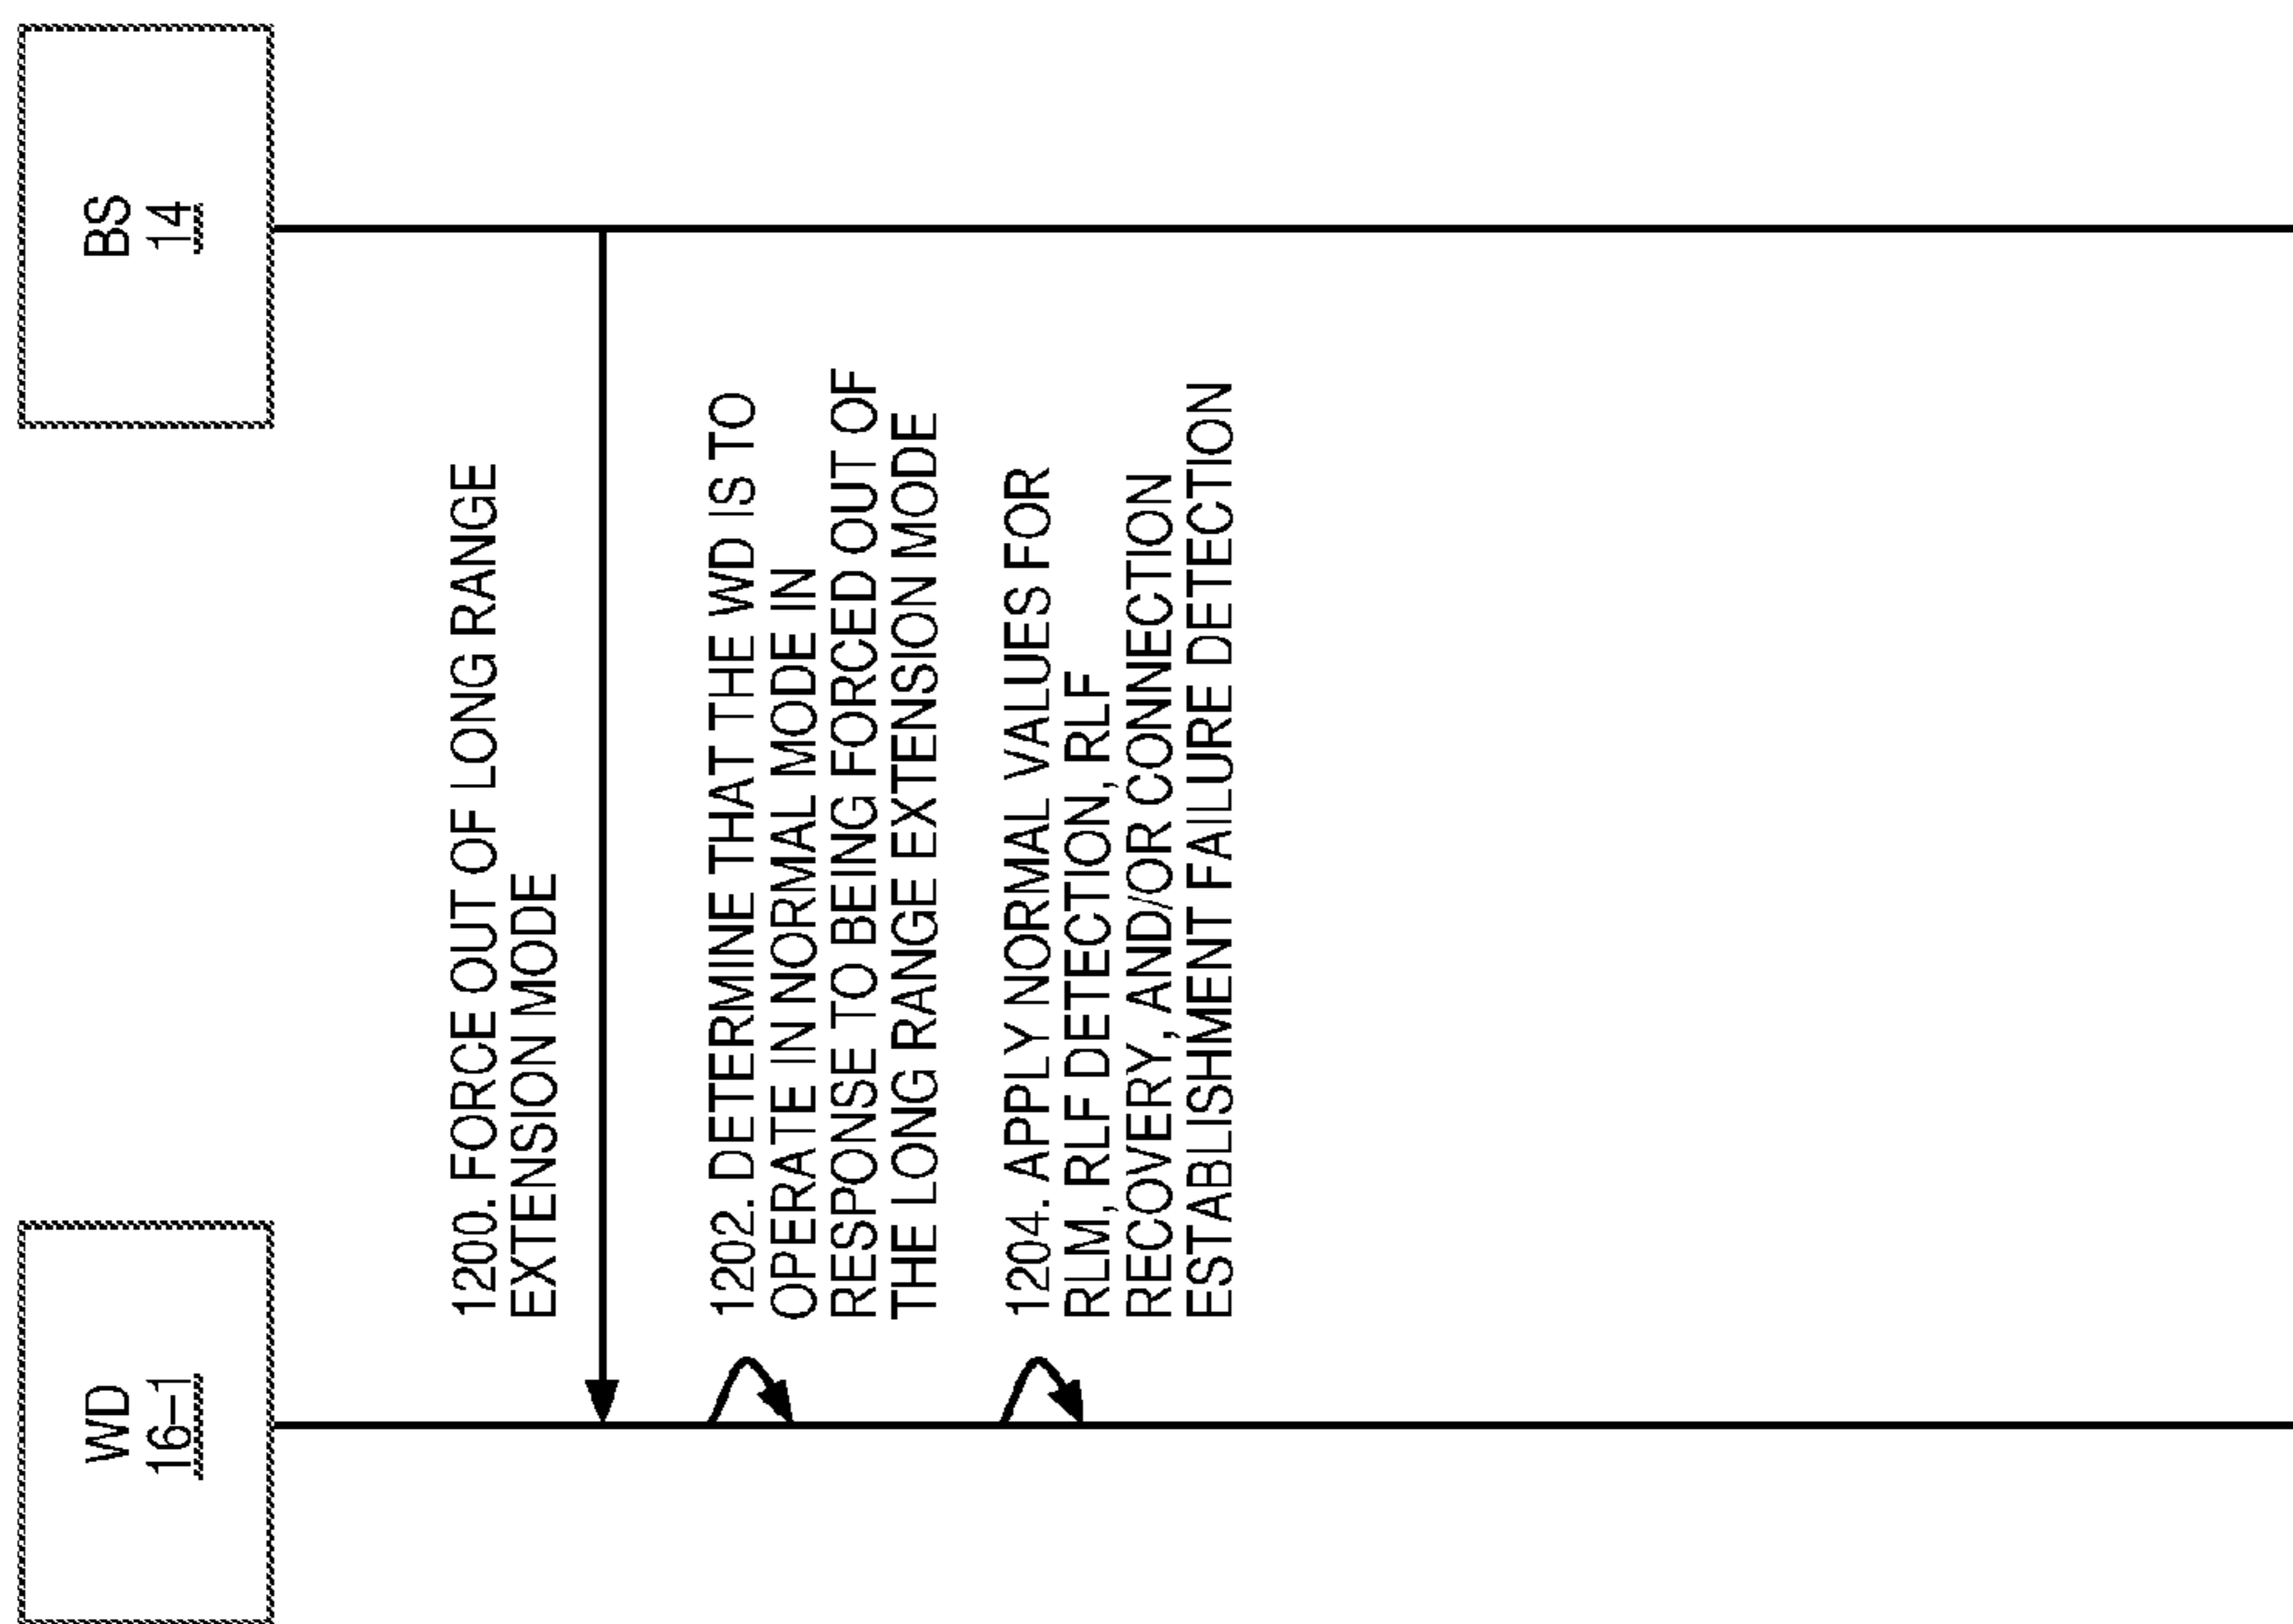 WD
16–1
BS
14
1200. FORCE OUT OF LONG RANGE
EXTENSION MODE
1202. DETERMINE THAT THE WD IS TO
OPERATE IN NORMAL MODE IN
RESPONSE TO BEING FORCED OUT OF
THE LONG RANGE EXTENSION MODE
1204. APPLY NORMAL VALUES FOR
RLM, RLF DETECTION, RLF
RECOVERY, AND/OR CONNECTION
ESTABLISHMENT FAILURE DETECTION